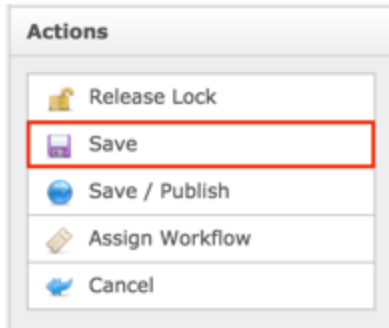 Actions
Release Lock
Save
Save / Publish
Assign Workflow
Cancel